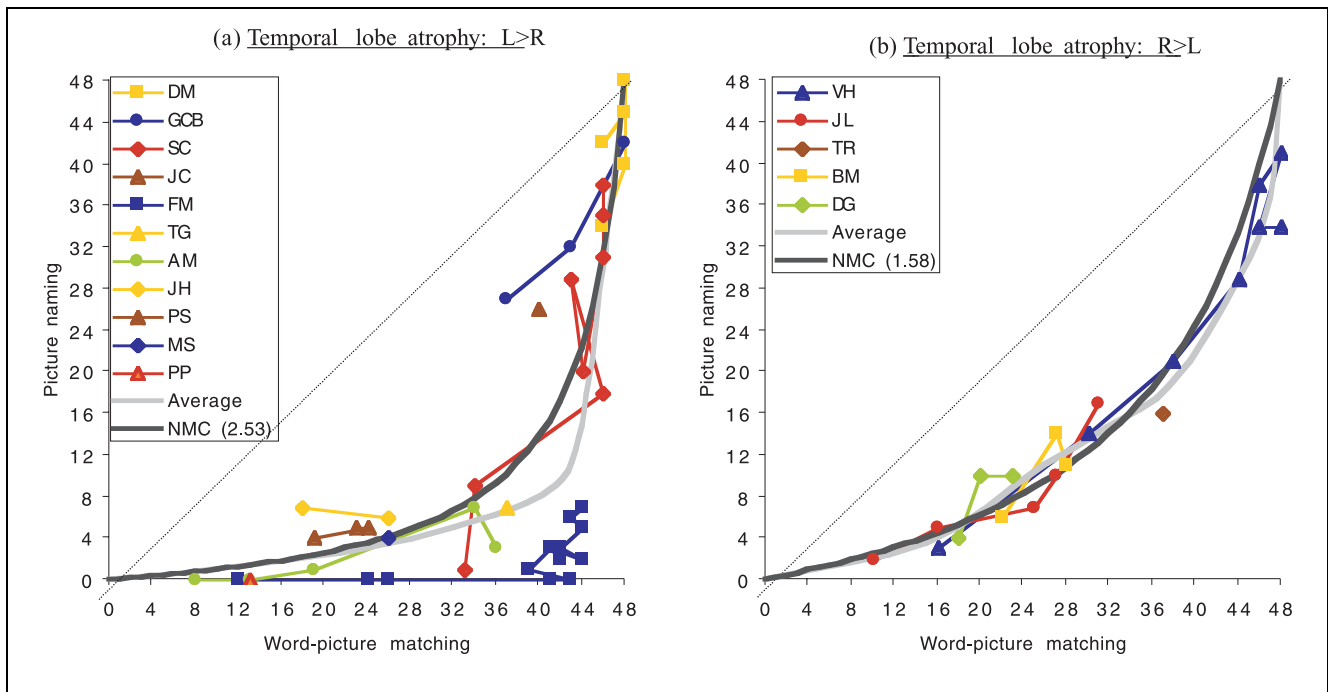 (a) Temporal lobe atrophy: L>R
48
44
40
36
32
28
24
20
16
12
8
4
0
Picture naming
DM
GCB
SC
JC
FM
TG
AM
JH
PS
MS
PP
Average
NMC (2.53)
0 4 8 12 16 20 24 28 32 36 40 44 48
Word-picture matching
(b) Temporal lobe atrophy: R>L
48
44
40
36
32
28
24
20
16
12
8
4
0
Picture naming
VH
JL
TR
BM
DG
Average
NMC (1.58)
0 4 8 12 16 20 24 28 32 36 40 44 48
Word-picture matching